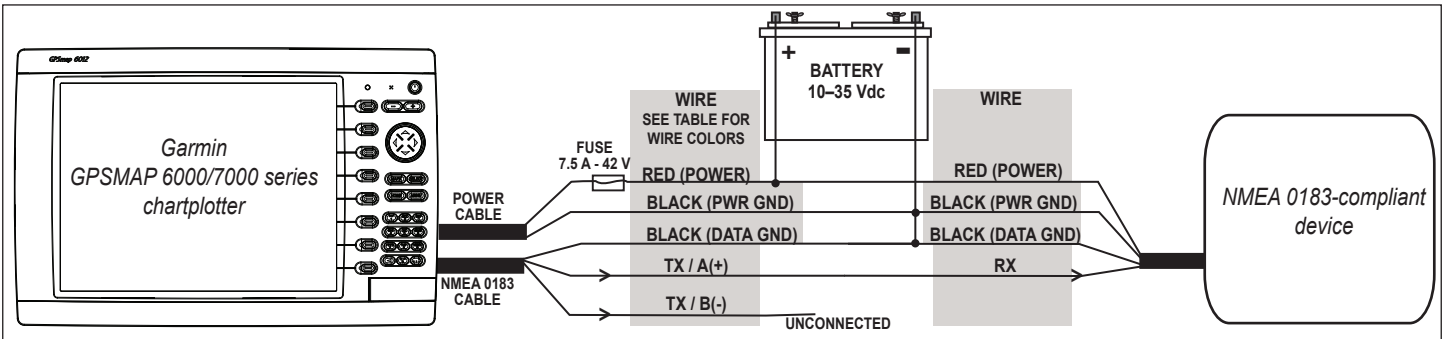 GPSmap 6012
Garmin
GPSMAP 6000/7000 series
chartplotter
POWER
CABLE
NMEA 0183
CABLE
FUSE
7.5 A - 42 V
WIRE
SEE TABLE FOR
WIRE COLORS
RED (POWER)
BLACK (PWR GND)
BLACK (DATA GND)
TX / A(+)
TX / B(-)
UNCONNECTED
+ -
BATTERY
10–35 Vdc
WIRE
RED (POWER)
BLACK (PWR GND)
BLACK (DATA GND)
RX
NMEA 0183-compliant
device